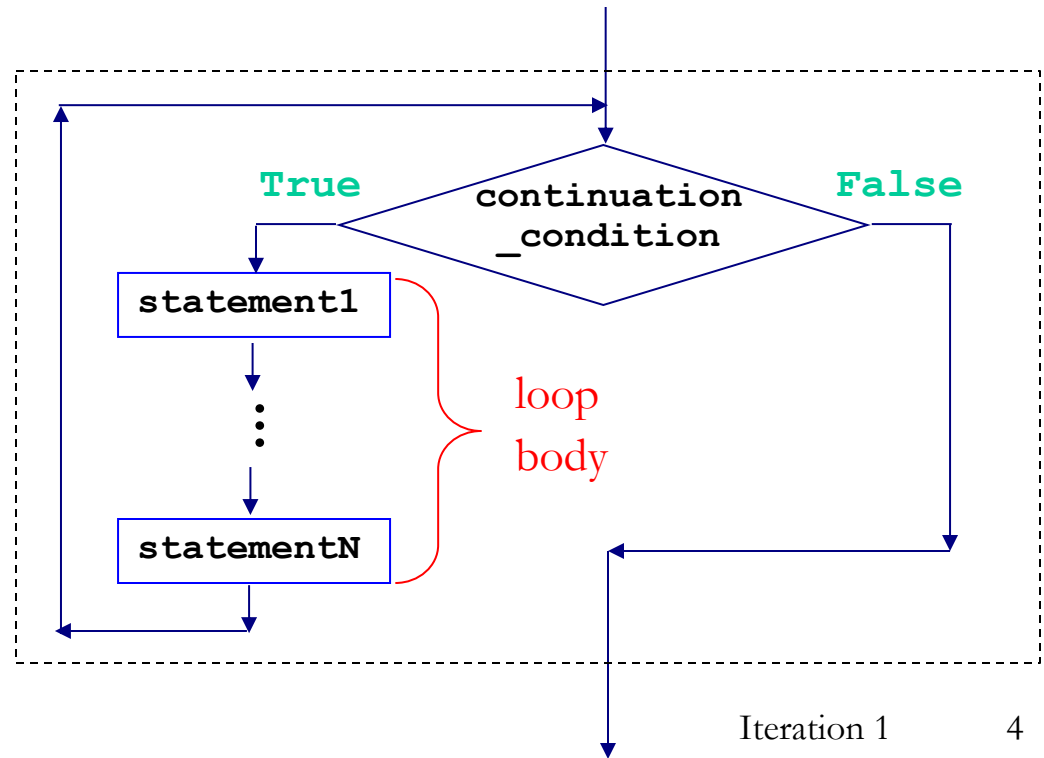 True
continuation
_condition
False
statement1
loop
body
statementN
Iteration 1 4